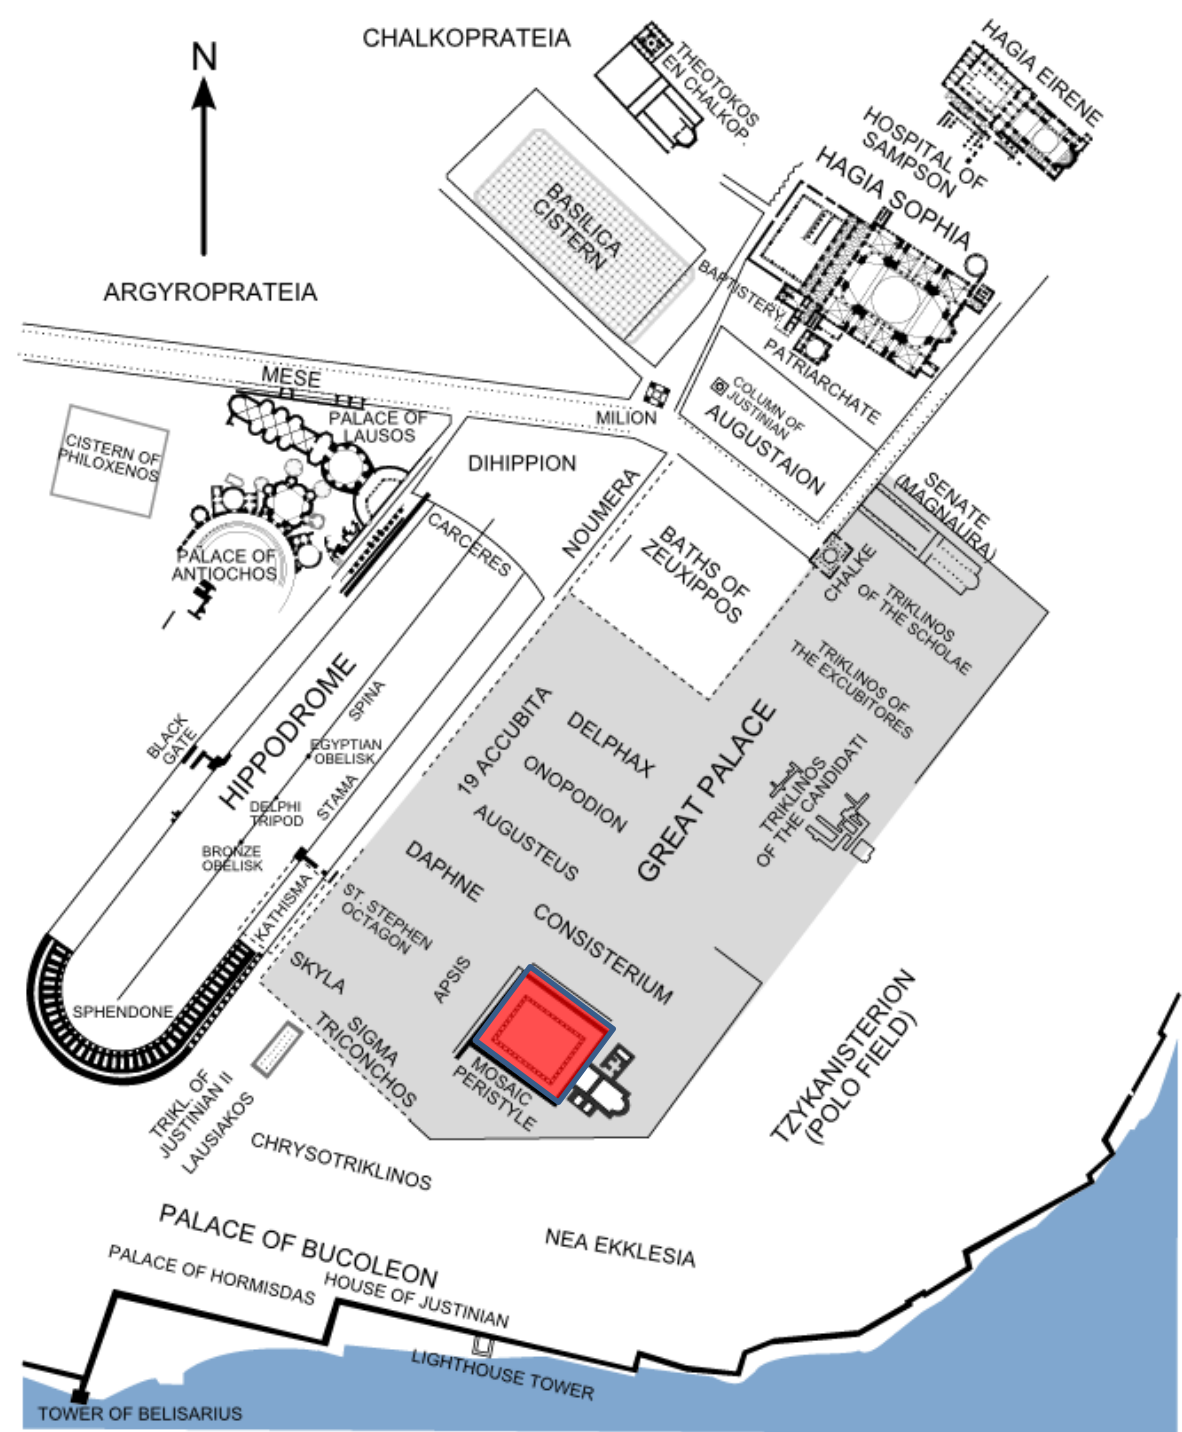 CHALKOPRATEIA
N
THEOTOKOS
EN CHALKOP.
HAGIA EIRENE
HOSPITAL OF
SAMPSON
HAGIA SOPHIA
BASILICA
CISTERN
BAPTISTERY
ARGYROPRATEIA
PATRIARCHATE
MESE
COLUMN OF
JUSTINIAN
AUGUSTAION
MILION
PALACE OF
LAUSOS
CISTERN OF
PHILOXENOS
DIHIPPION
SENATE
(MAGNAURA)
NOUMERA
CARCERES
BATHS OF
ZEUXIPPOS
CHALKE
PALACE OF
ANTIOCHOS
TRIKLINOS
OF THE SCHOLAE
TRIKLINOS OF
THE EXCUBITORES
HIPPODROME
SPINA
BLACK
GATE
EGYPTIAN
OBELISK
STAMA
DELPHI
TRIPOD
BRONZE
OBELISK
19 ACCUBITA
DELPHAX
ONOPODION
AUGUSTEUS
GREAT PALACE
TRIKLINOS
OF THE CANDIDATI
DAPHNE
KATHISMA
ST. STEPHEN
OCTAGON
CONSISTERIUM
APSIS
SKYLA
SPHENDONE
SIGMA
TRICONCHOS
MOSAIC
PERISTYLE
TZYKANISTERION
(POLO FIELD)
TRIKL. OF
JUSTINIAN II
LAUSIAKOS
CHRYSOTRIKLINOS
PALACE OF BUCOLEON
NEA EKKLESIA
PALACE OF HORMISDAS
HOUSE OF JUSTINIAN
LIGHTHOUSE TOWER
TOWER OF BELISARIUS